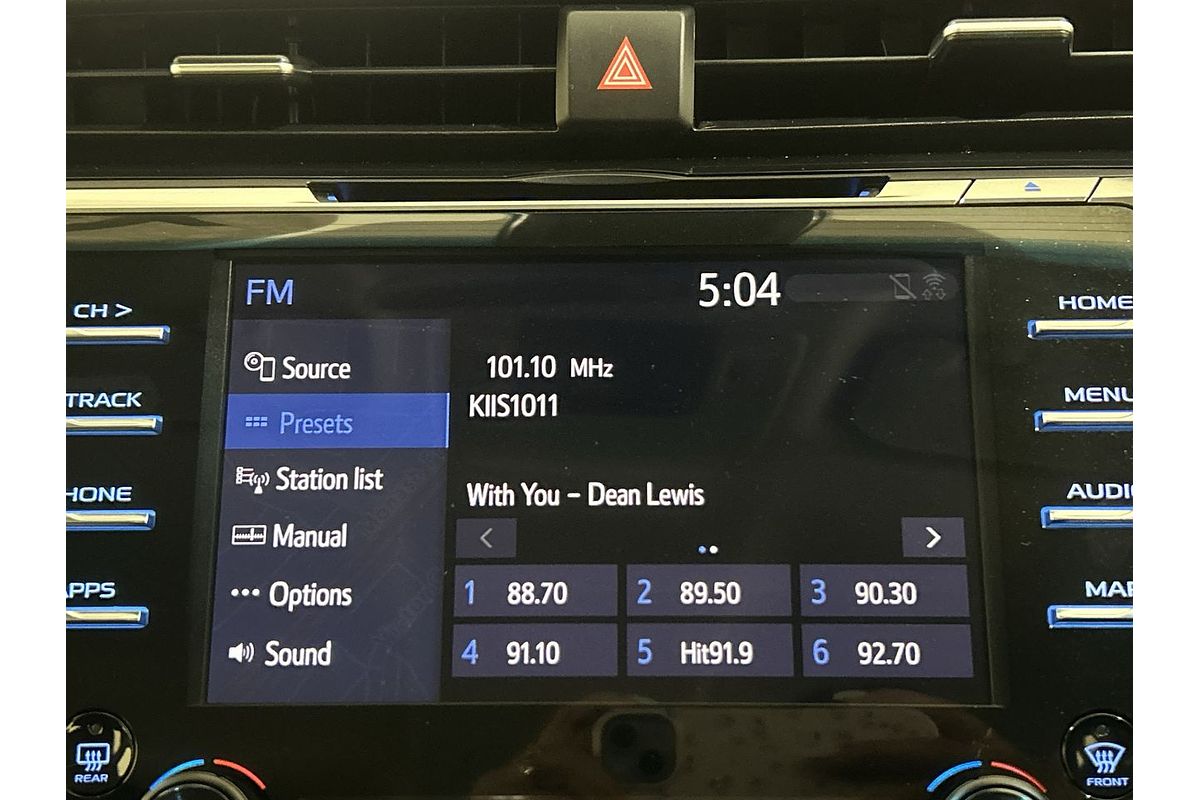 FM
5:04
CH >
TRACK
HONE
APPS
HOME
MENU
AUDIO
MAP
Source
Presets
Station list
Manual
Options
Sound
101.10 MHz
KIIS1011
With You – Dean Lewis
< >
1 88.70
2 89.50
3 90.30
4 91.10
5 Hit91.9
6 92.70
REAR
FRONT